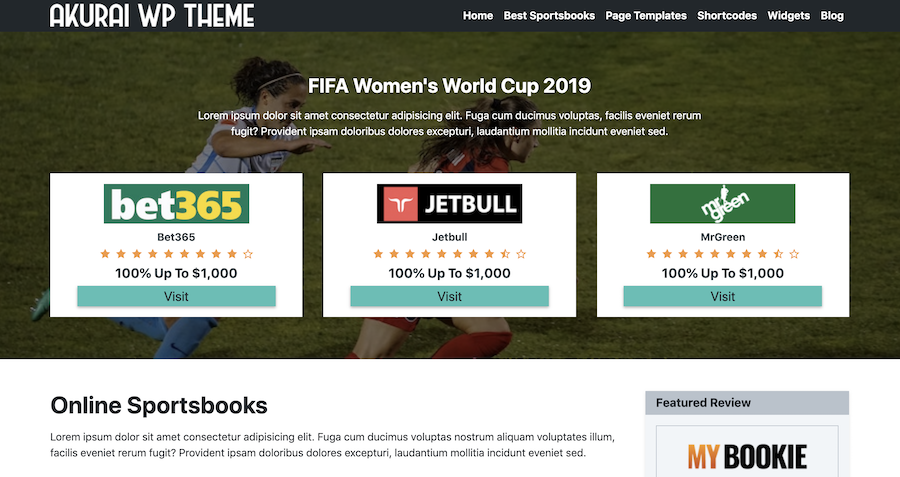 AKURAI WP THEME
Home Best Sportsbooks Page Templates Shortcodes Widgets Blog
FIFA Women's World Cup 2019
Lorem ipsum dolor sit amet consectetur adipisicing elit. Fuga cum ducimus voluptas, facilis eveniet rerum
fugit? Provident ipsam doloribus dolores excepturi, laudantium mollitia incidunt eveniet sed.
bet365
Bet365
100% Up To $1,000
Visit
JETBULL
Jetbull
100% Up To $1,000
Visit
mr green
MrGreen
100% Up To $1,000
Visit
Online Sportsbooks
Lorem ipsum dolor sit amet consectetur adipisicing elit. Fuga cum ducimus voluptas nostrum aliquam voluptates illum,
facilis eveniet rerum fugit? Provident ipsam doloribus dolores excepturi, laudantium mollitia incidunt eveniet sed.
Featured Review
MYBOOKIE